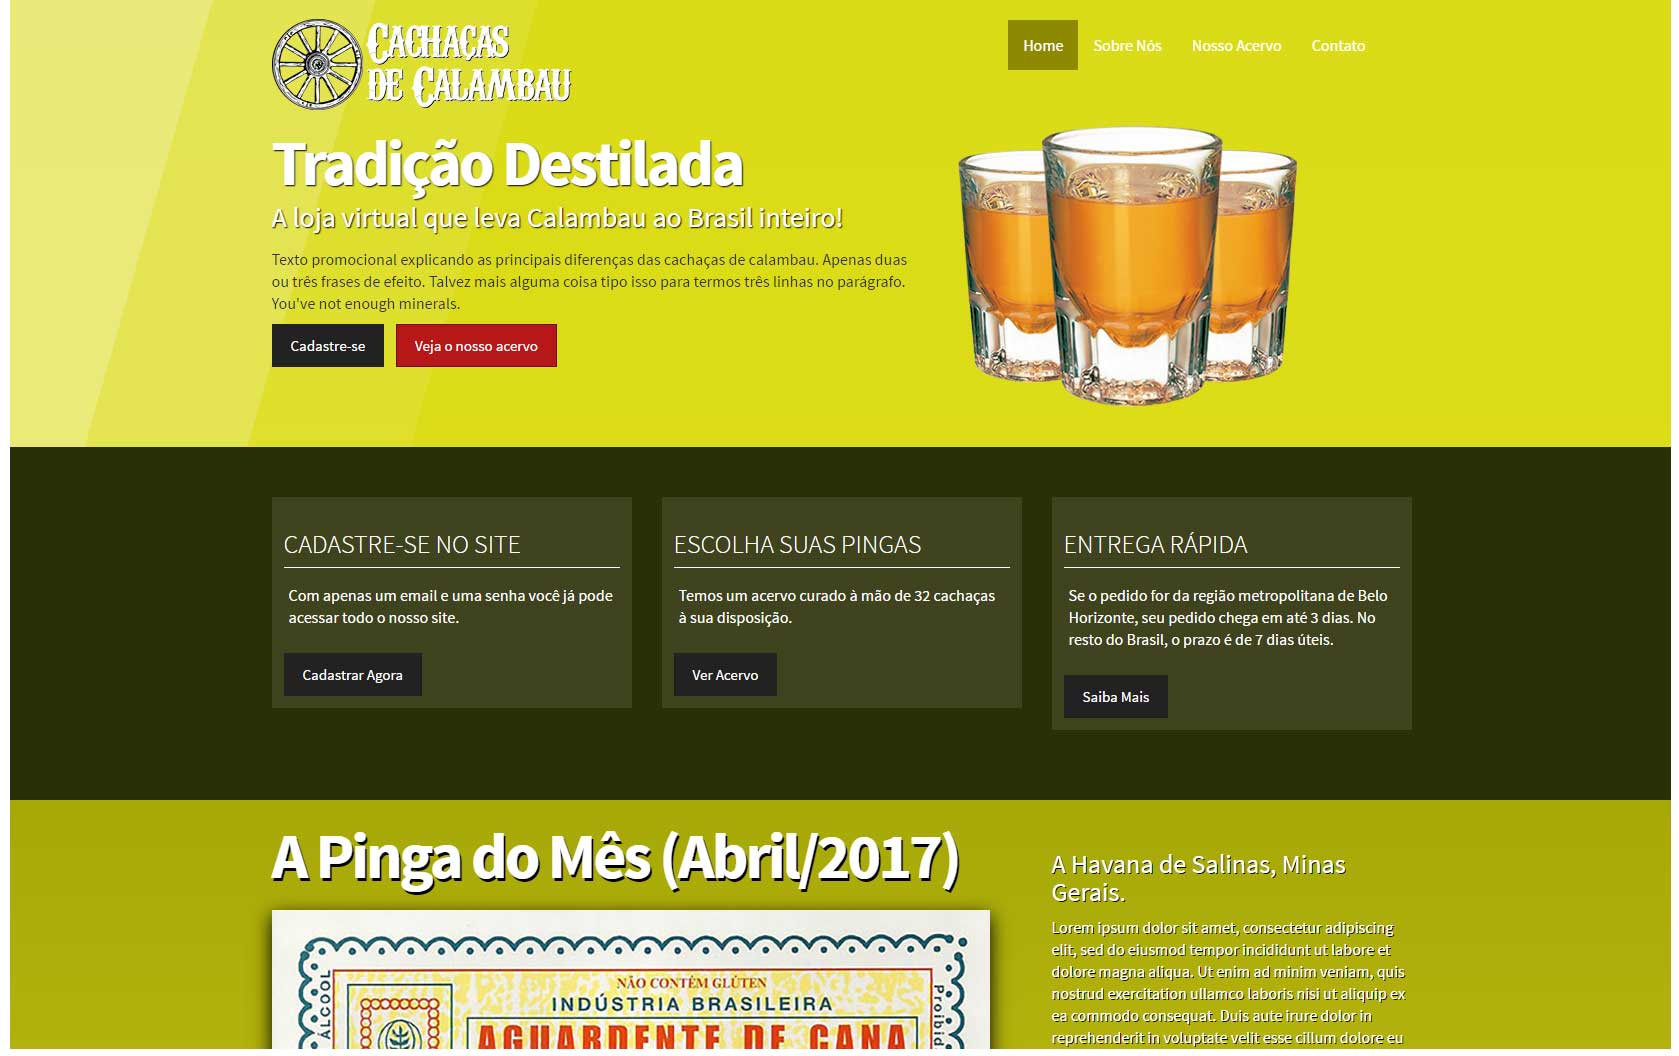 Cachaças
de Calambau
Home Sobre Nós Nosso Acervo Contato
Tradição Destilada
A loja virtual que leva Calambau ao Brasil inteiro!
Texto promocional explicando as principais diferenças das cachaças de calambau. Apenas duas
ou três frases de efeito. Talvez mais alguma coisa tipo isso para termos três linhas no parágrafo.
You've not enough minerals.
Cadastre-se Veja o nosso acervo
CADASTRE-SE NO SITE
Com apenas um email e uma senha você já pode
acessar todo o nosso site.
Cadastrar Agora
ESCOLHA SUAS PINGAS
Temos um acervo curado à mão de 32 cachaças
à sua disposição.
Ver Acervo
ENTREGA RÁPIDA
Se o pedido for da região metropolitana de Belo
Horizonte, seu pedido chega em até 3 dias. No
resto do Brasil, o prazo é de 7 dias úteis.
Saiba Mais
A Pinga do Mês (Abril/2017)
NÃO CONTÉM GLÚTEN
INDÚSTRIA BRASILEIRA
AGUARDENTE DE CANA
ÁLCOOL
Proibid
A Havana de Salinas, Minas
Gerais.
Lorem ipsum dolor sit amet, consectetur adipiscing
elit, sed do eiusmod tempor incididunt ut labore et
dolore magna aliqua. Ut enim ad minim veniam, quis
nostrud exercitation ullamco laboris nisi ut aliquip ex
ea commodo consequat. Duis aute irure dolor in
reprehenderit in voluptate velit esse cillum dolore eu